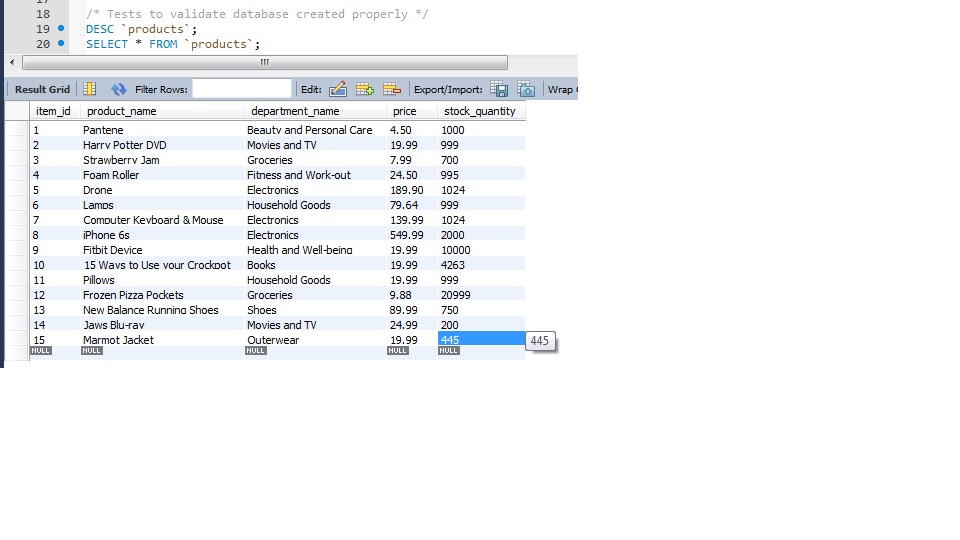 18 /* Tests to validate database created properly */
19 DESC `products`;
20 SELECT * FROM `products`;
Result Grid Filter Rows: Edit: Export/Import: Wrap
item_id product_name department_name price stock_quantity
1 Pantene Beauty and Personal Care 4.50 1000
2 Harry Potter DVD Movies and TV 19.99 999
3 Strawberry Jam Groceries 7.99 700
4 Foam Roller Fitness and Work-out 24.50 995
5 Drone Electronics 189.90 1024
6 Lamps Household Goods 79.64 999
7 Computer Keyboard & Mouse Electronics 139.99 1024
8 iPhone 6s Electronics 549.99 2000
9 Fitbit Device Health and Well-being 19.99 10000
10 15 Ways to Use your Crockpot Books 19.99 4263
11 Pillows Household Goods 19.99 999
12 Frozen Pizza Pockets Groceries 9.88 20999
13 New Balance Running Shoes Shoes 89.99 750
14 Jaws Blu-ray Movies and TV 24.99 200
15 Marmot Jacket Outerwear 19.99 445 445
NULL NULL NULL NULL NULL